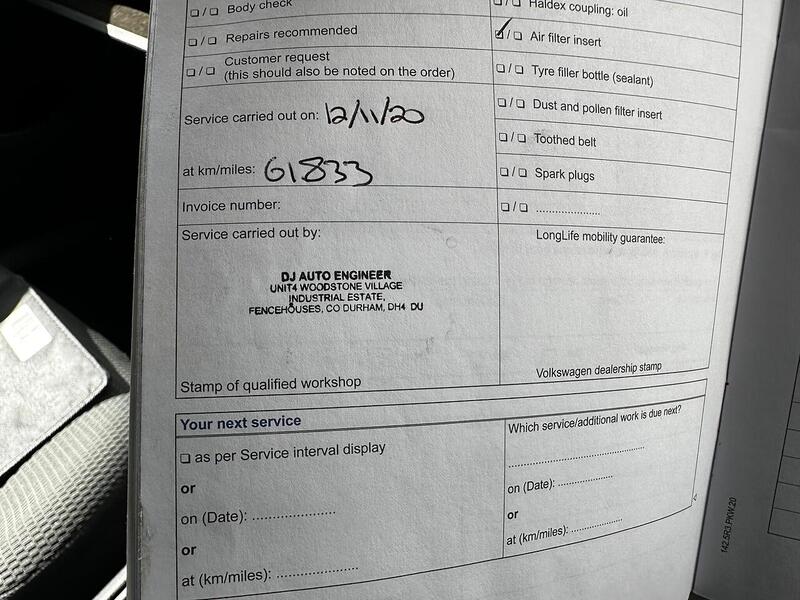 ❏ / ❏ Body check
❏ / ❏ Repairs recommended
❏ / ❏ Customer request
(this should also be noted on the order)
Service carried out on: 12/11/20
at km/miles: 61833
Invoice number:
Service carried out by:
DJ AUTO ENGINEER
UNIT4 WOODSTONE VILLAGE
INDUSTRIAL ESTATE,
FENCEHOUSES, CO DURHAM, DH4 DU
Stamp of qualified workshop
❏ / ❏ Haldex coupling: oil
✓ / ❏ Air filter insert
❏ / ❏ Tyre filler bottle (sealant)
❏ / ❏ Dust and pollen filter insert
❏ / ❏ Toothed belt
❏ / ❏ Spark plugs
❏ / ❏ .....................
LongLife mobility guarantee:
Volkswagen dealership stamp
Your next service
❏ as per Service interval display
or
on (Date): .....................
or
at (km/miles): .....................
Which service/additional work is due next?
..........................................
on (Date): .................
or
at (km/miles): ................
142.5R3.PKW.20